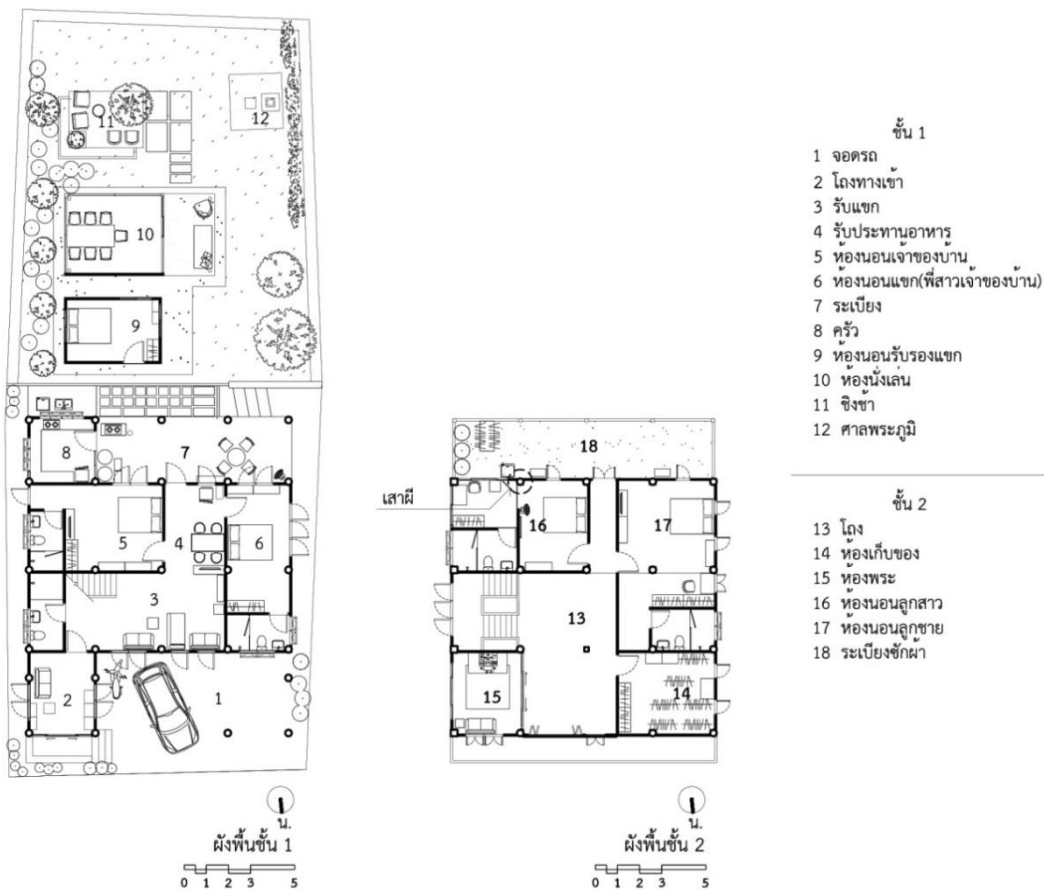 11
12
10
9
8
7
5
4
6
3
2
1
น.
ผังพื้นชั้น 1
0 1 2 3 5
เสาผี
18
16
17
13
15
14
น.
ผังพื้นชั้น 2
0 1 2 3 5
ชั้น 1
1 จอดรถ
2 โถงทางเข้า
3 รับแขก
4 รับประทานอาหาร
5 ห้องนอนเจ้าของบ้าน
6 ห้องนอนแขก(พี่สาวเจ้าของบ้าน)
7 ระเบียง
8 ครัว
9 ห้องนอนรับรองแขก
10 ห้องนั่งเล่น
11 ชิงช้า
12 ศาลพระภูมิ
ชั้น 2
13 โถง
14 ห้องเก็บของ
15 ห้องพระ
16 ห้องนอนลูกสาว
17 ห้องนอนลูกชาย
18 ระเบียงซักผ้า